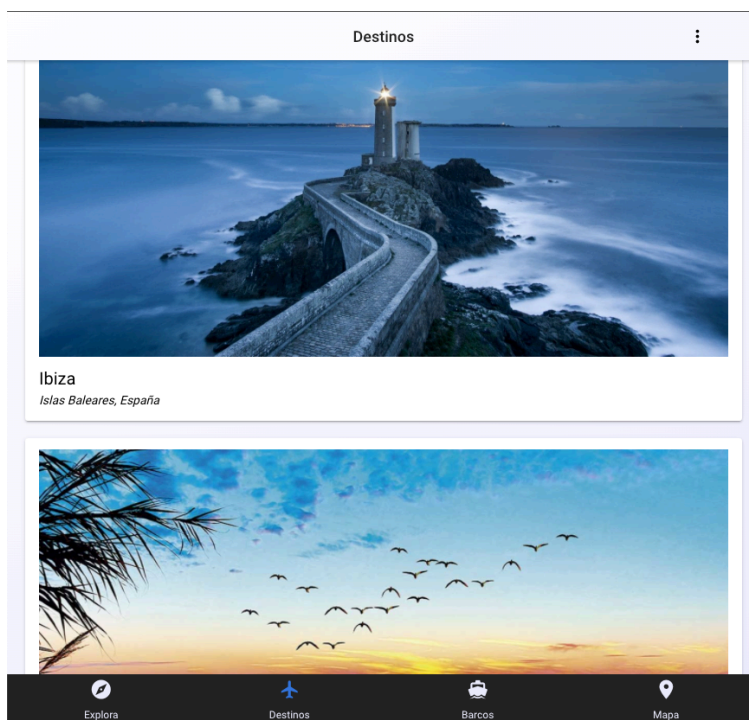 Destinos
Ibiza
Islas Baleares, España
Explora
Destinos
Barcos
Mapa